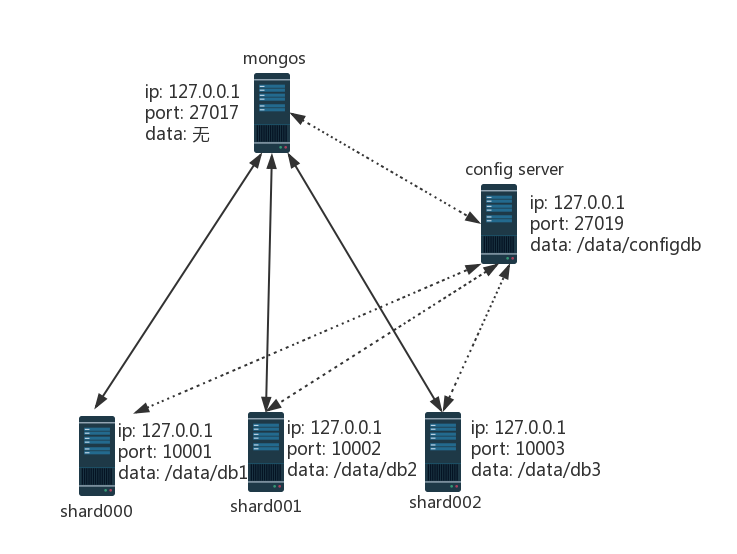 mongos
ip: 127.0.0.1
port: 27017
data: 无
config server
ip: 127.0.0.1
port: 27019
data: /data/configdb
ip: 127.0.0.1
port: 10001
data: /data/db1
shard000
ip: 127.0.0.1
port: 10002
data: /data/db2
shard001
ip: 127.0.0.1
port: 10003
data: /data/db3
shard002